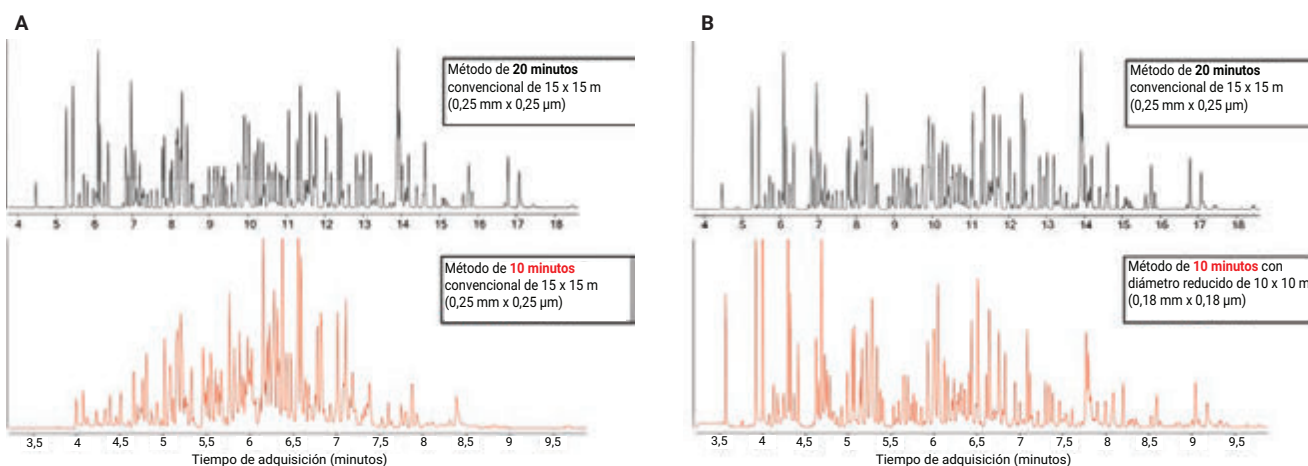 A
Método de 20 minutos
convencional de 15 x 15 m
(0,25 mm x 0,25 µm)
4 5 6 7 8 9 10 11 12 13 14 15 16 17 18
Método de 10 minutos
convencional de 15 x 15 m
(0,25 mm x 0,25 µm)
3,5 4 4,5 5 5,5 6 6,5 7 7,5 8 8,5 9 9,5
Tiempo de adquisición (minutos)
B
Método de 20 minutos
convencional de 15 x 15 m
(0,25 mm x 0,25 µm)
4 5 6 7 8 9 10 11 12 13 14 15 16 17 18
Método de 10 minutos con
diámetro reducido de 10 x 10 m
(0,18 mm x 0,18 µm)
3,5 4 4,5 5 5,5 6 6,5 7 7,5 8 8,5 9 9,5
Tiempo de adquisición (minutos)